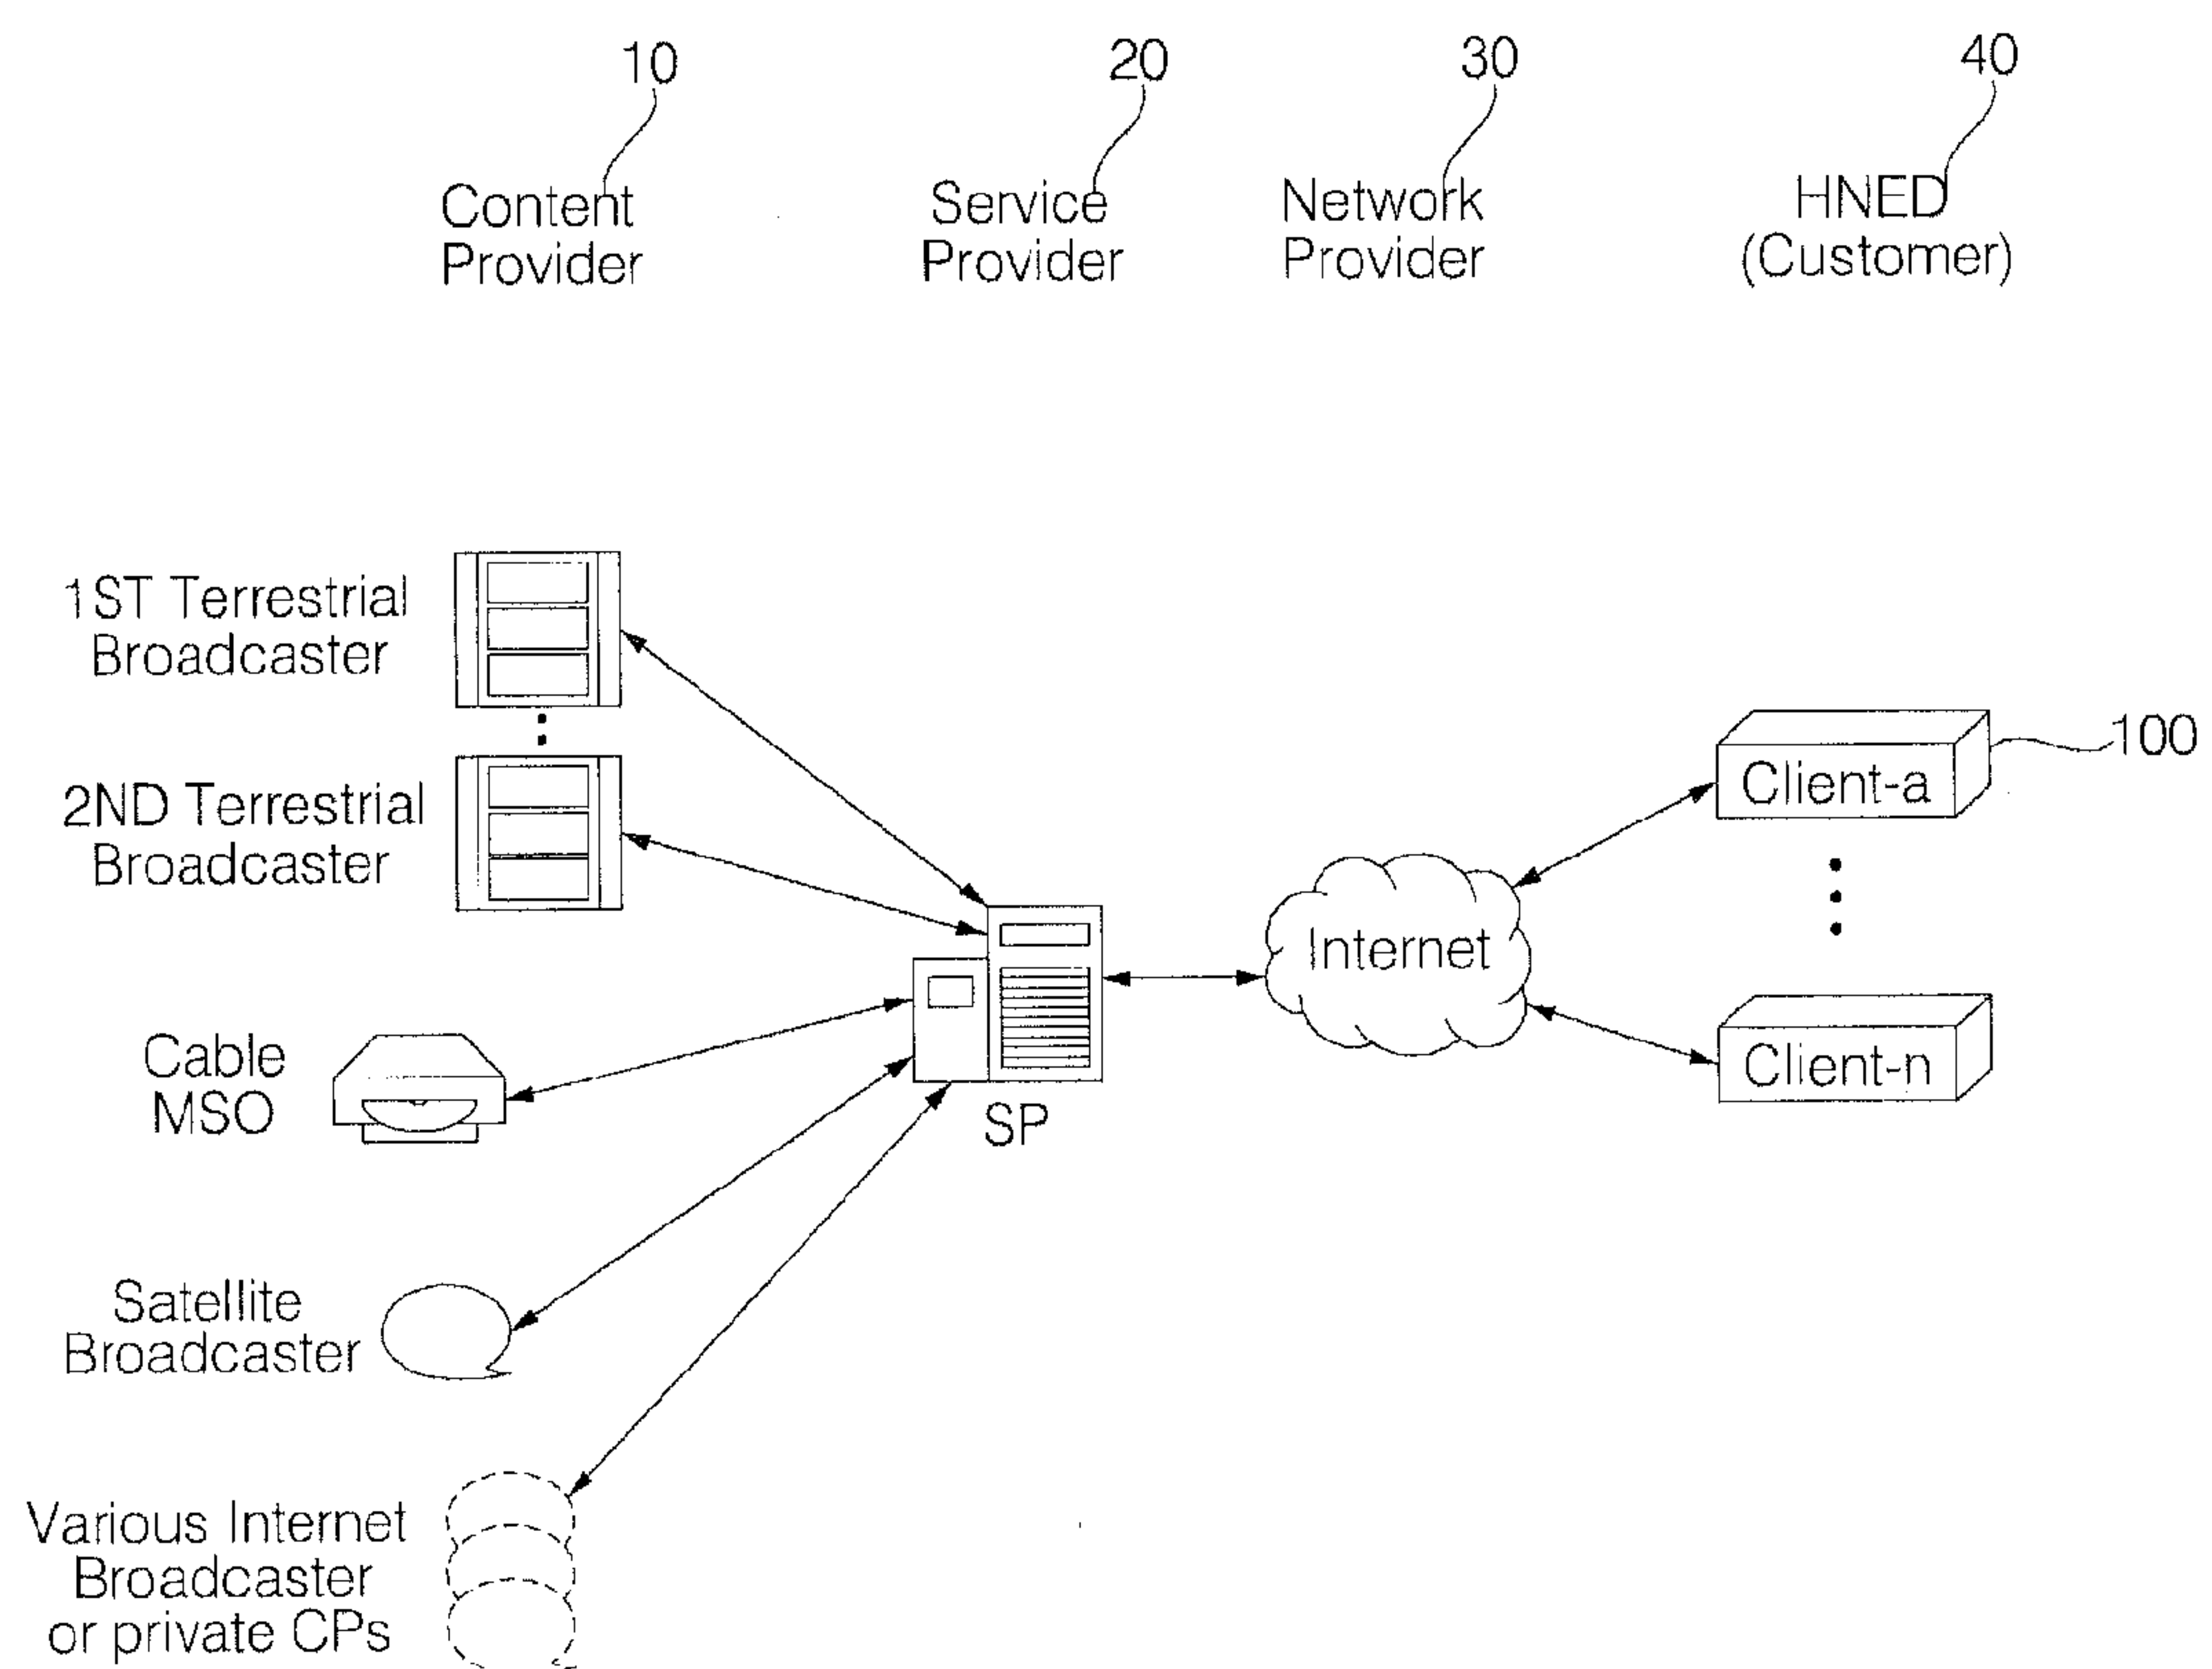 10
20
30
40
Content
Provider
Service
Provider
Network
Provider
HNED
(Customer)
1ST Terrestrial
Broadcaster
2ND Terrestrial
Broadcaster
Cable
MSO
Satellite
Broadcaster
Various Internet
Broadcaster
or private CPs
SP
Internet
Client-a
100
Client-n